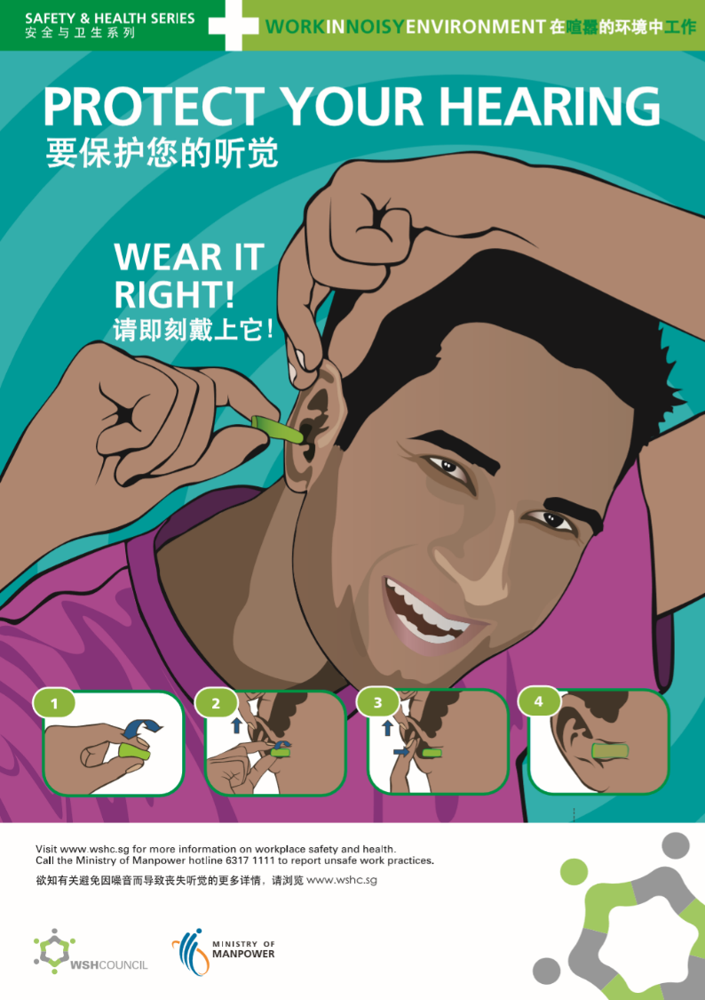 SAFETY & HEALTH SERIES
安全与卫生系列
WORKINNOISYENVIRONMENT 在喧嚣的环境中工作
PROTECT YOUR HEARING
要保护您的听觉
WEAR IT
RIGHT!
请即刻戴上它!
1
2
3
4
Visit www.wshc.sg for more information on workplace safety and health.
Call the Ministry of Manpower hotline 6317 1111 to report unsafe work practices.
欲知有关避免因噪音而导致丧失听觉的更多详情，请浏览 www.wshc.sg
WSHCOUNCIL
MINISTRY OF
MANPOWER